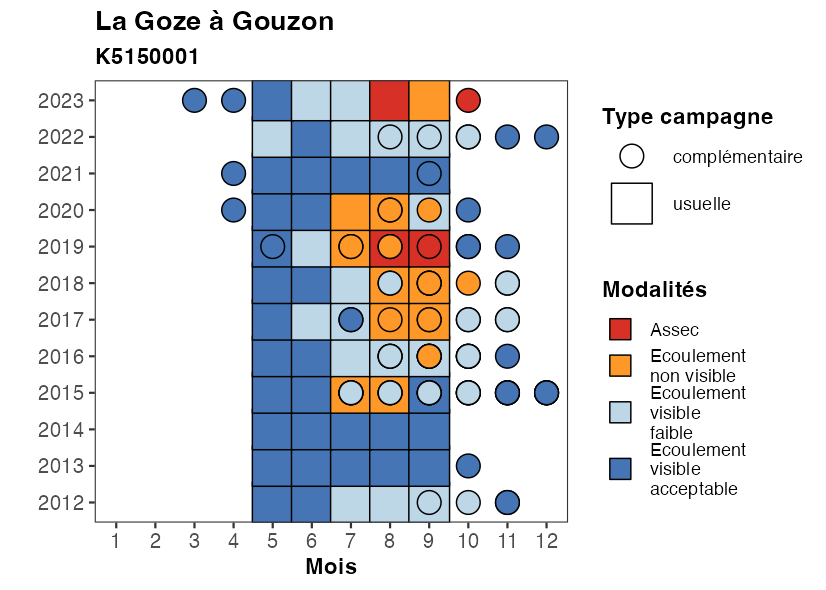 La Goze à Gouzon
K5150001
2023
2022
2021
2020
2019
2018
2017
2016
2015
2014
2013
2012
1 2 3 4 5 6 7 8 9 10 11 12
Mois
Type campagne
complémentaire
usuelle
Modalités
Assec
Ecoulement
non visible
Ecoulement
visible
faible
Ecoulement
visible
acceptable